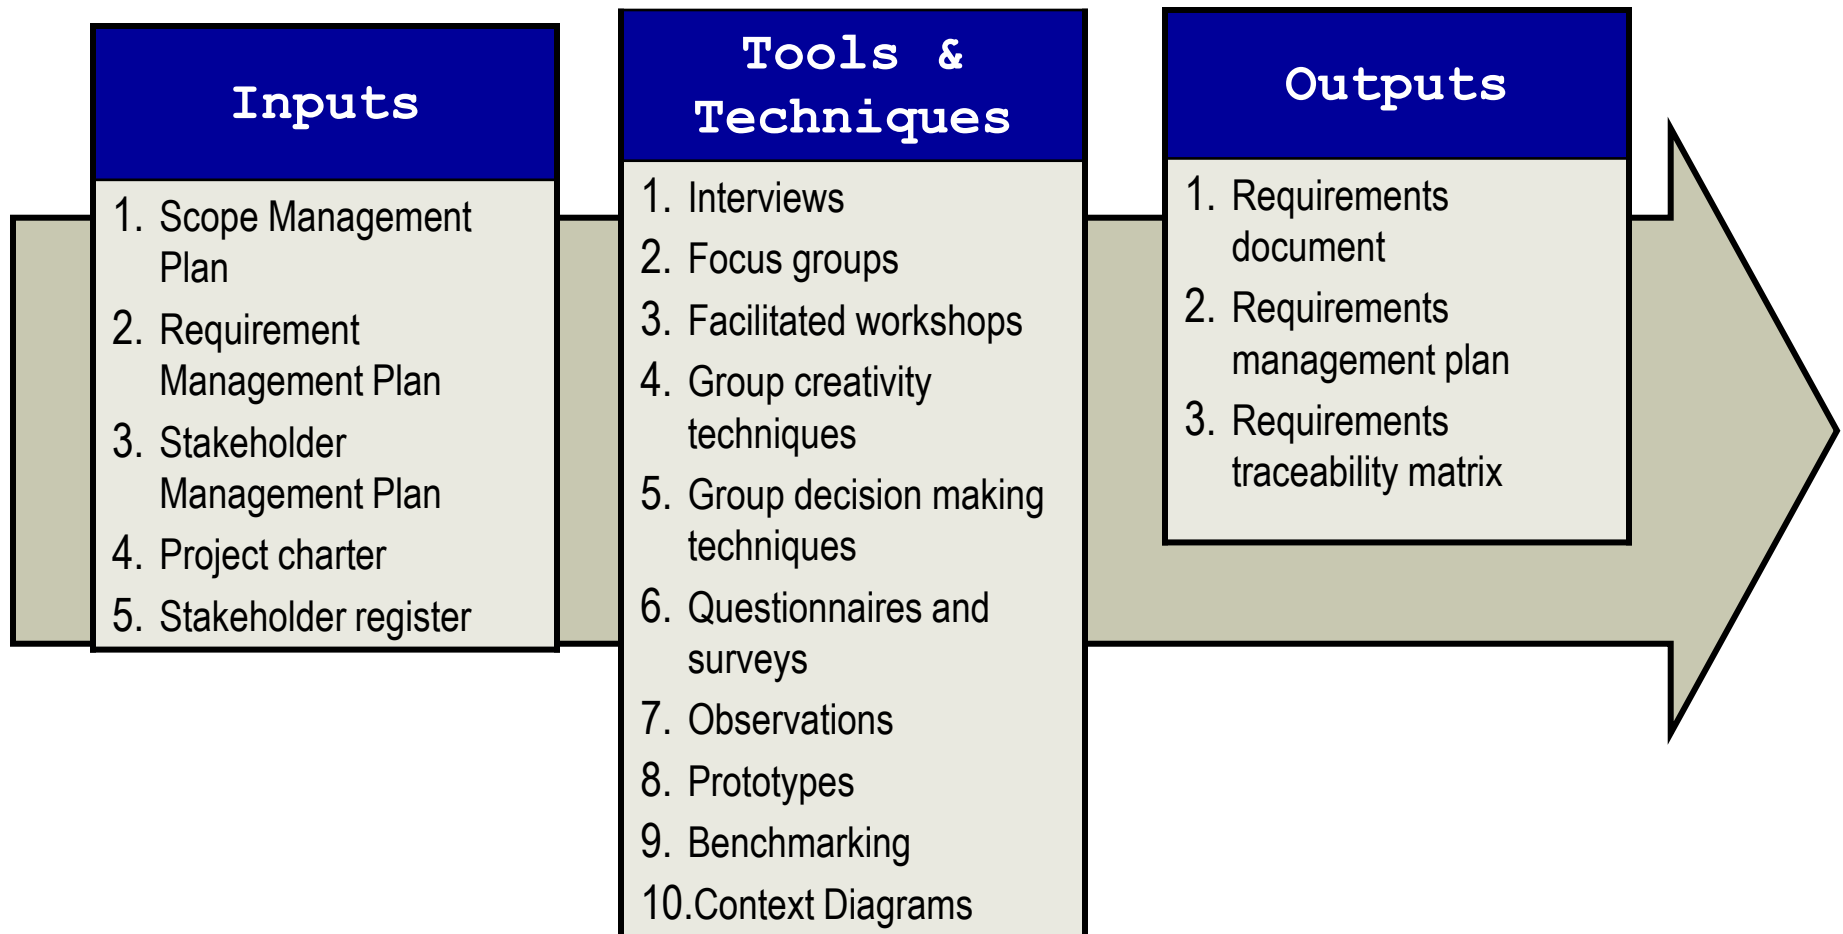 Inputs
1. Scope Management
Plan
2. Requirement
Management Plan
3. Stakeholder
Management Plan
4. Project charter
5. Stakeholder register
Tools &
Techniques
1. Interviews
2. Focus groups
3. Facilitated workshops
4. Group creativity
techniques
5. Group decision making
techniques
6. Questionnaires and
surveys
7. Observations
8. Prototypes
9. Benchmarking
10.Context Diagrams
Outputs
1. Requirements
document
2. Requirements
management plan
3. Requirements
traceability matrix